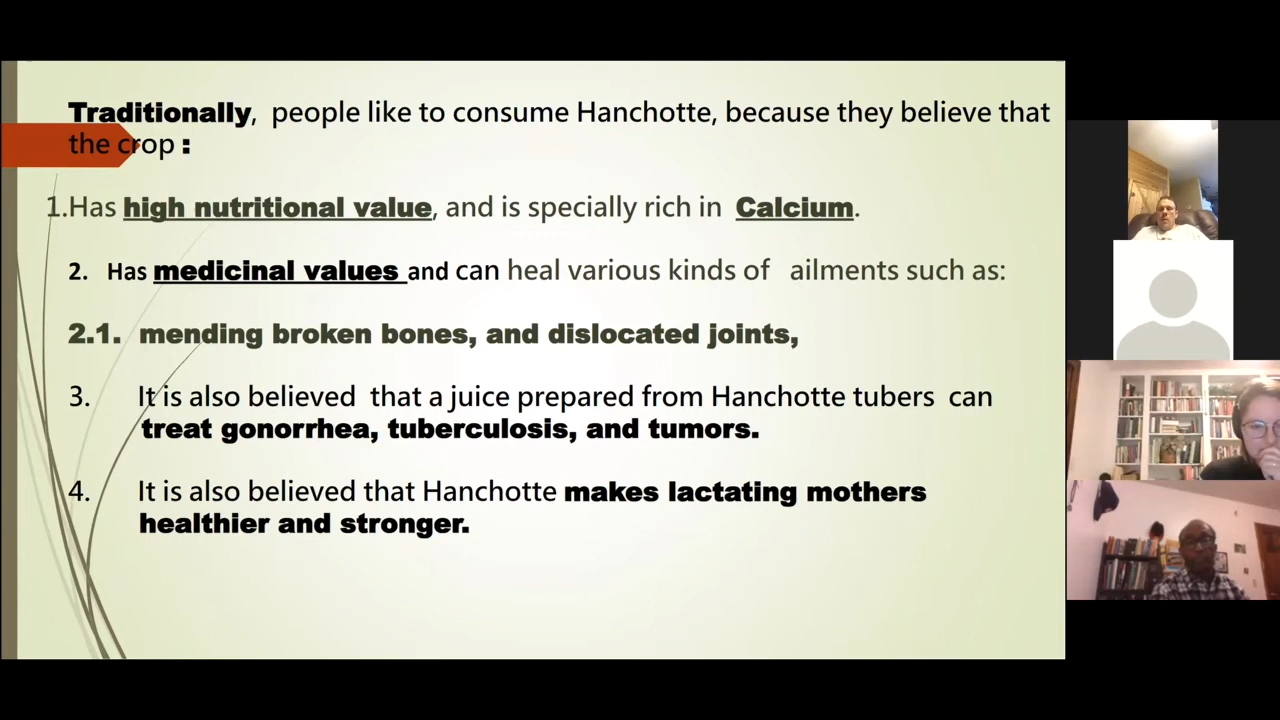 Traditionally, people like to consume Hanchotte, because they believe that
the crop :
1.Has high nutritional value, and is specially rich in Calcium.
2. Has medicinal values and can heal various kinds of ailments such as:
2.1. mending broken bones, and dislocated joints,
3. It is also believed that a juice prepared from Hanchotte tubers can
treat gonorrhea, tuberculosis, and tumors.
4. It is also believed that Hanchotte makes lactating mothers
healthier and stronger.